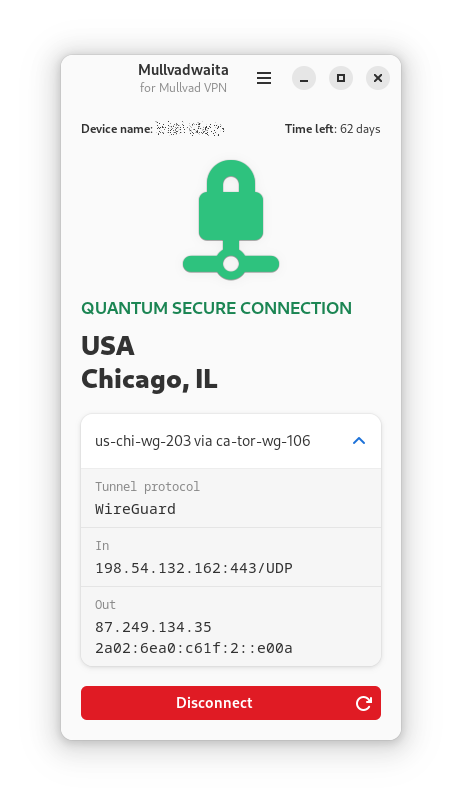 Mullvadwaita
for Mullvad VPN
Device name:
Time left: 62 days
QUANTUM SECURE CONNECTION
USA
Chicago, IL
us-chi-wg-203 via ca-tor-wg-106
Tunnel protocol
WireGuard
In
198.54.132.162:443/UDP
Out
87.249.134.35
2a02:6ea0:c61f:2::e00a
Disconnect